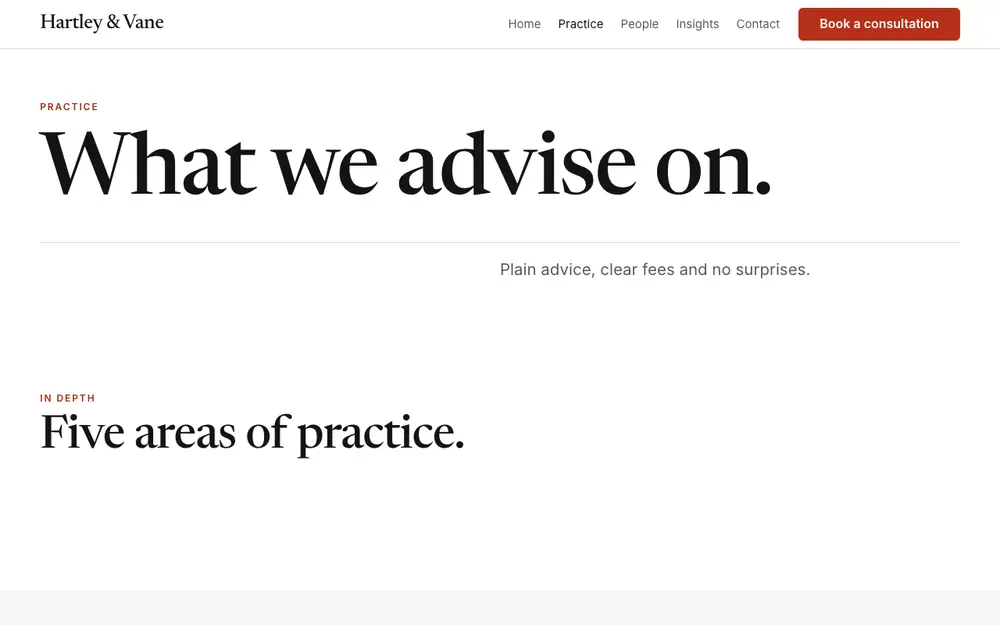 Hartley & Vane
Home Practice People Insights Contact Book a consultation
PRACTICE
What we advise on.
Plain advice, clear fees and no surprises.
IN DEPTH
Five areas of practice.